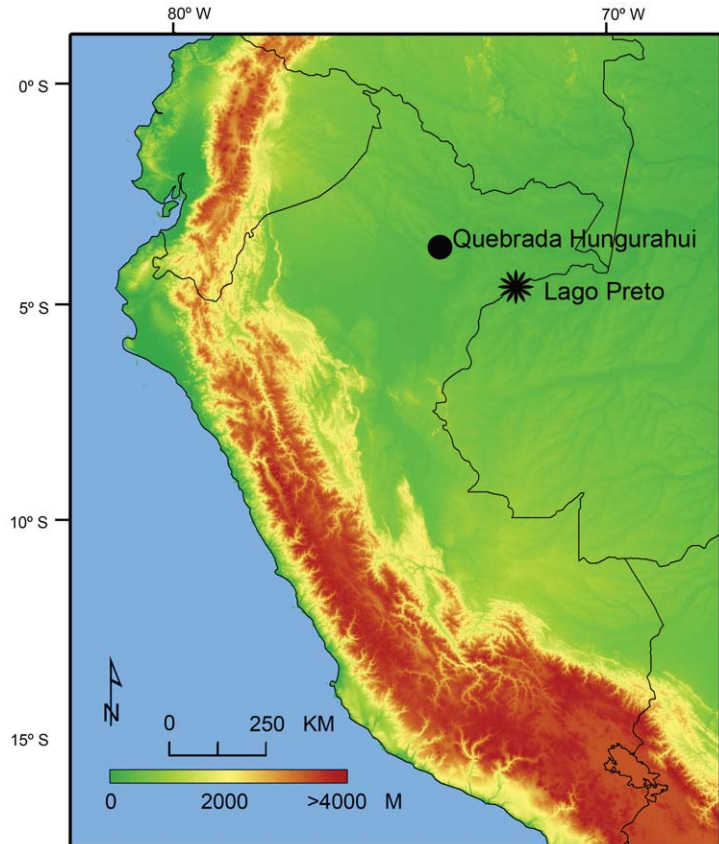 80º W 70º W
0º S
Quebrada Hungurahui
Lago Preto
5º S
10º S
15º S
N
0 250 KM
0 2000 >4000 M